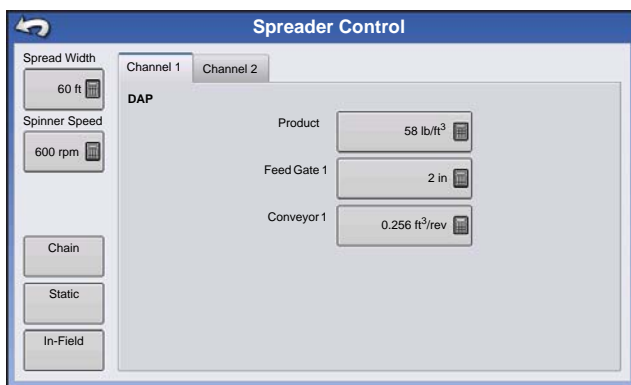 Spreader Control
Spread Width
60 ft
Spinner Speed
600 rpm
Chain
Static
In-Field
Channel 1
Channel 2
DAP
Product
58 lb/ft³
Feed Gate 1
2 in
Conveyor 1
0.256 ft³/rev